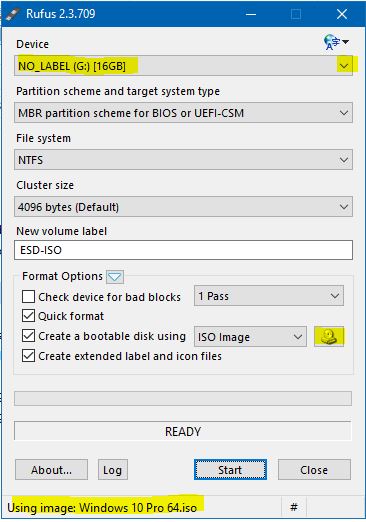 Rufus 2.3.709
Device
NO_LABEL (G:) [16GB]
Partition scheme and target system type
MBR partition scheme for BIOS or UEFI-CSM
File system
NTFS
Cluster size
4096 bytes (Default)
New volume label
ESD-ISO
Format Options
Check device for bad blocks 1 Pass
Quick format
Create a bootable disk using ISO Image
Create extended label and icon files
READY
About... Log Start Close
Using image: Windows 10 Pro 64.iso #